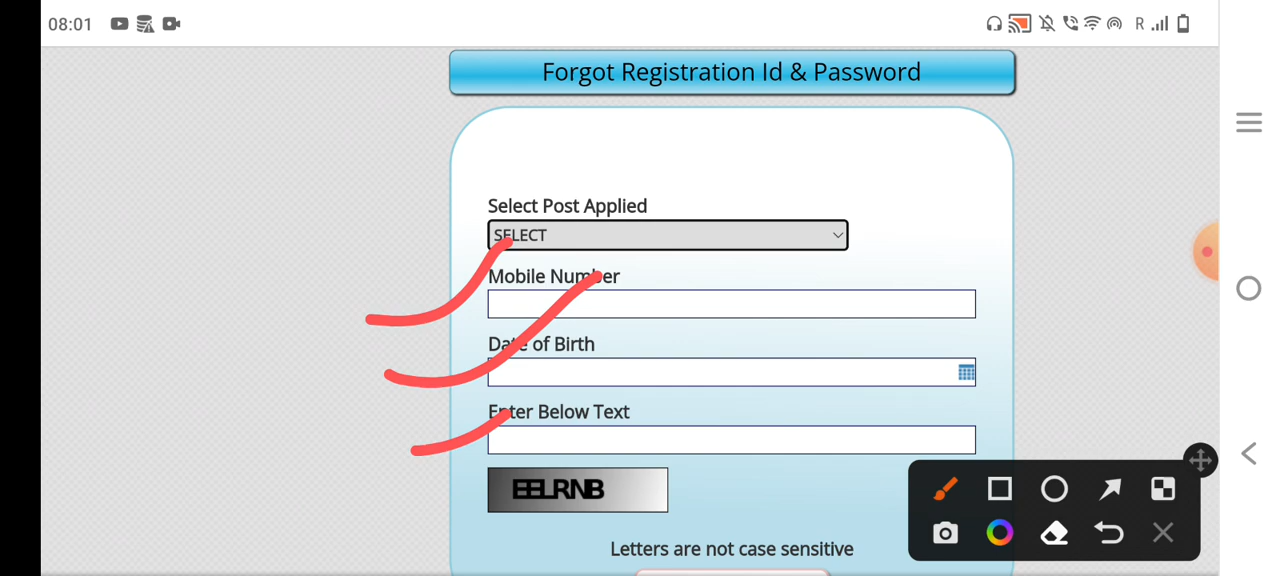 08:01
R
Forgot Registration Id & Password
Select Post Applied
SELECT
Mobile Number
Date of Birth
Enter Below Text
EELRNB
Letters are not case sensitive